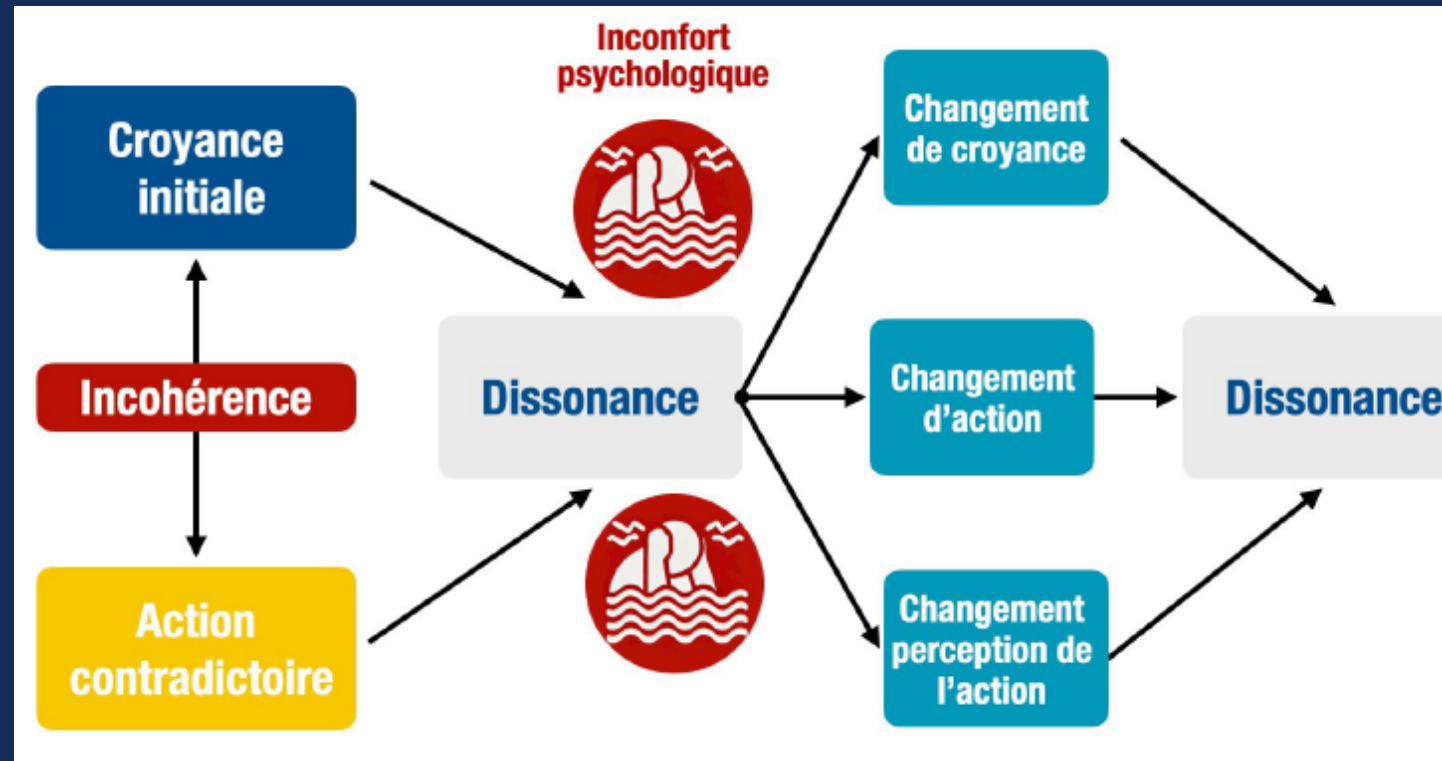 Inconfort
psychologique
Croyance
initiale
Incohérence
Action
contradictoire
Dissonance
Changement
de croyance
Changement
d'action
Changement
perception de
l'action
Dissonance